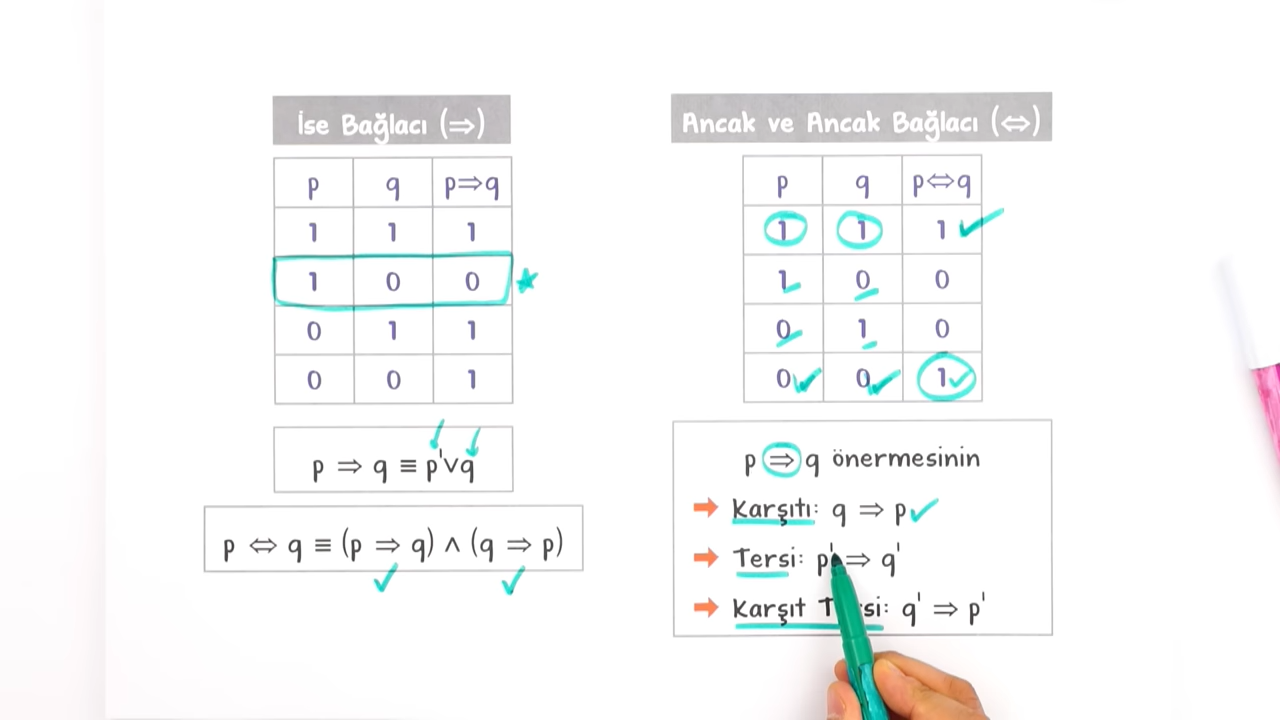 İse Bağlacı (⇒)
p q p⇒q
1 1 1
1 0 0
0 1 1
0 0 1
p ⇒ q ≡ p'∨q
p ⇔ q ≡ (p ⇒ q) ∧ (q ⇒ p)
Ancak ve Ancak Bağlacı (⇔)
p q p⇔q
1 1 1
1 0 0
0 1 0
0 0 1
p ⇒ q önermesinin
Karşıtı: q ⇒ p
Tersi: p' ⇒ q'
Karşıt Tersi: q' ⇒ p'